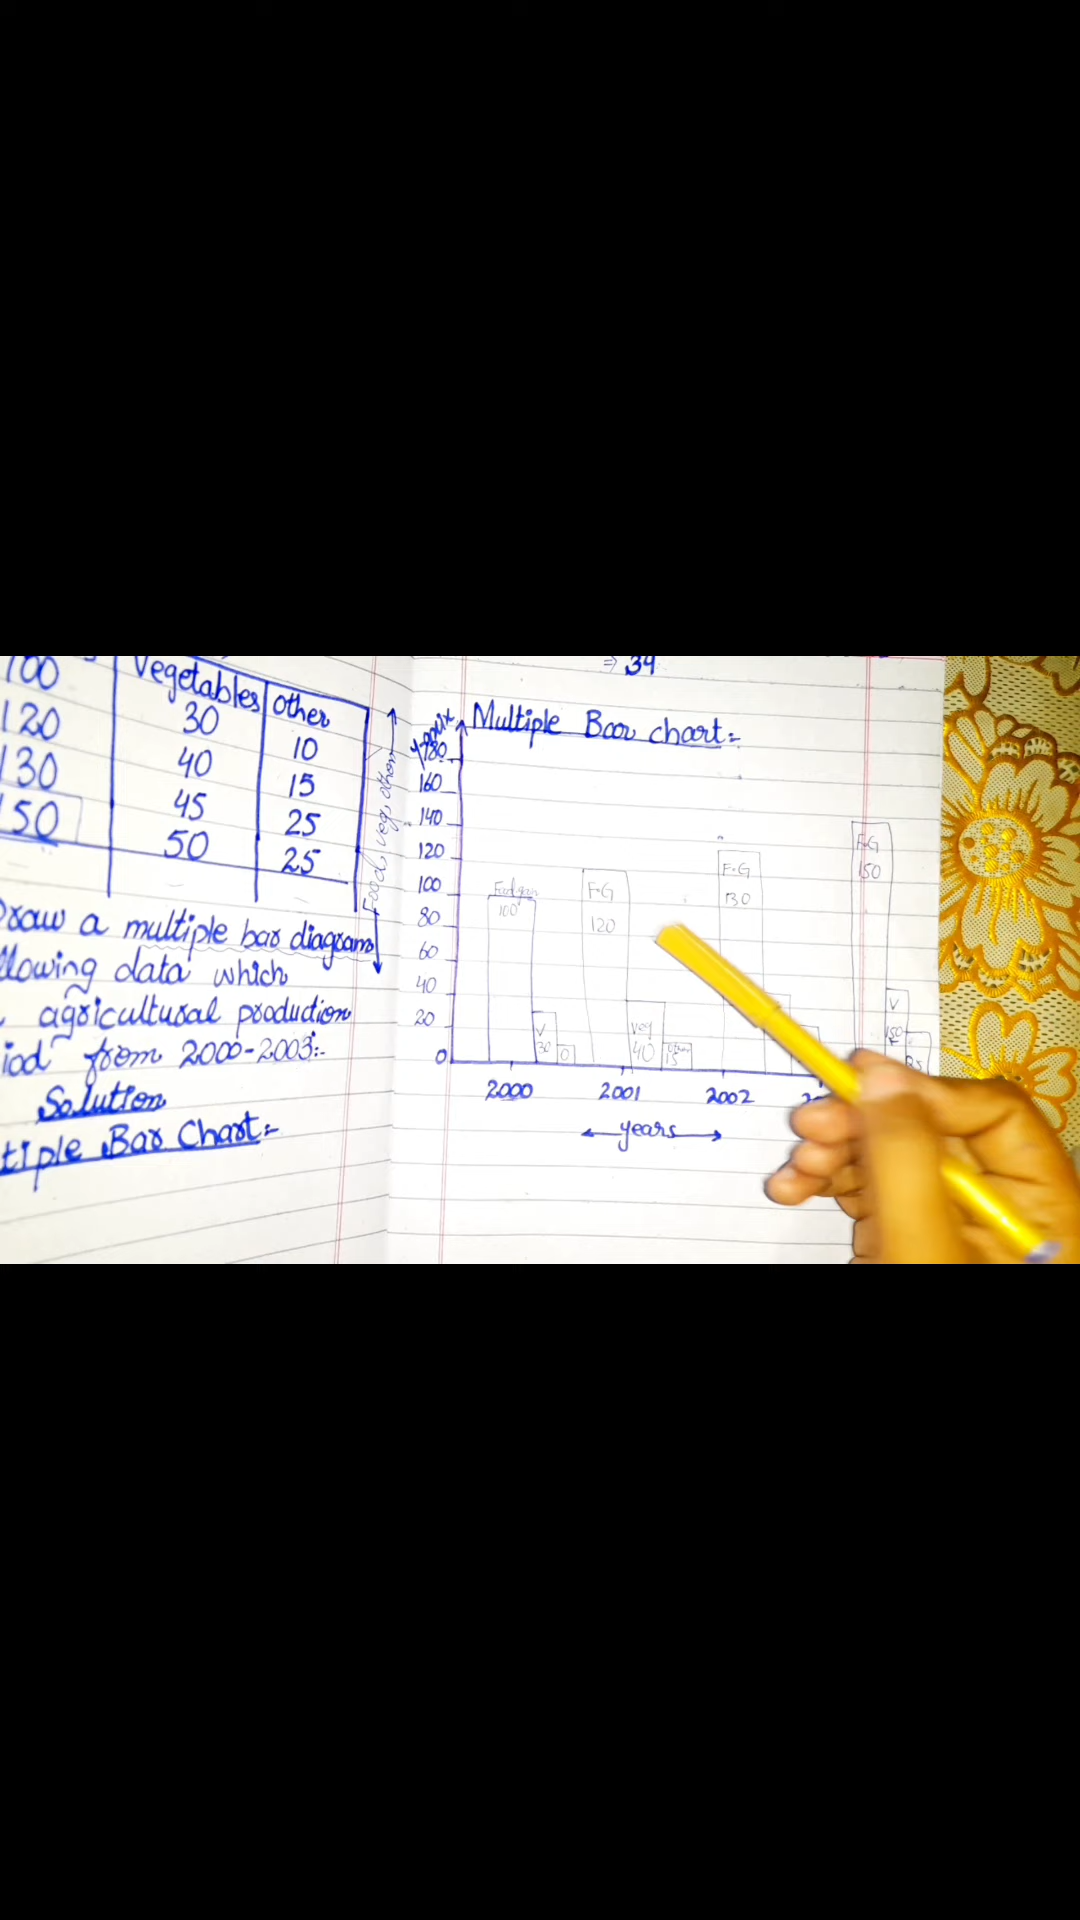 100 Vegetables Other
120 30 10
130 40 15
150 45 25
50 25
Draw a multiple bar diagram
llowing data which
agricultural production
iod from 2000-2003:-
Solution
tiple Bar Chart:-
⇒ 34
Multiple Bar chart:-
y-axis
Food, veg, other
180
160
140
120
100
80
60
40
20
0
100
V
30
O
F.G
120
veg
40
other
15
F.G
130
F.G
150
V
2000 2001 2002
years